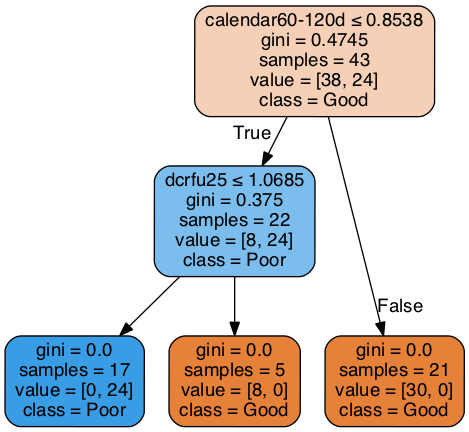 calendar60-120d ≤ 0.8538
gini = 0.4745
samples = 43
value = [38, 24]
class = Good
True
dcrfu25 ≤ 1.0685
gini = 0.375
samples = 22
value = [8, 24]
class = Poor
False
gini = 0.0
samples = 17
value = [0, 24]
class = Poor
gini = 0.0
samples = 5
value = [8, 0]
class = Good
gini = 0.0
samples = 21
value = [30, 0]
class = Good